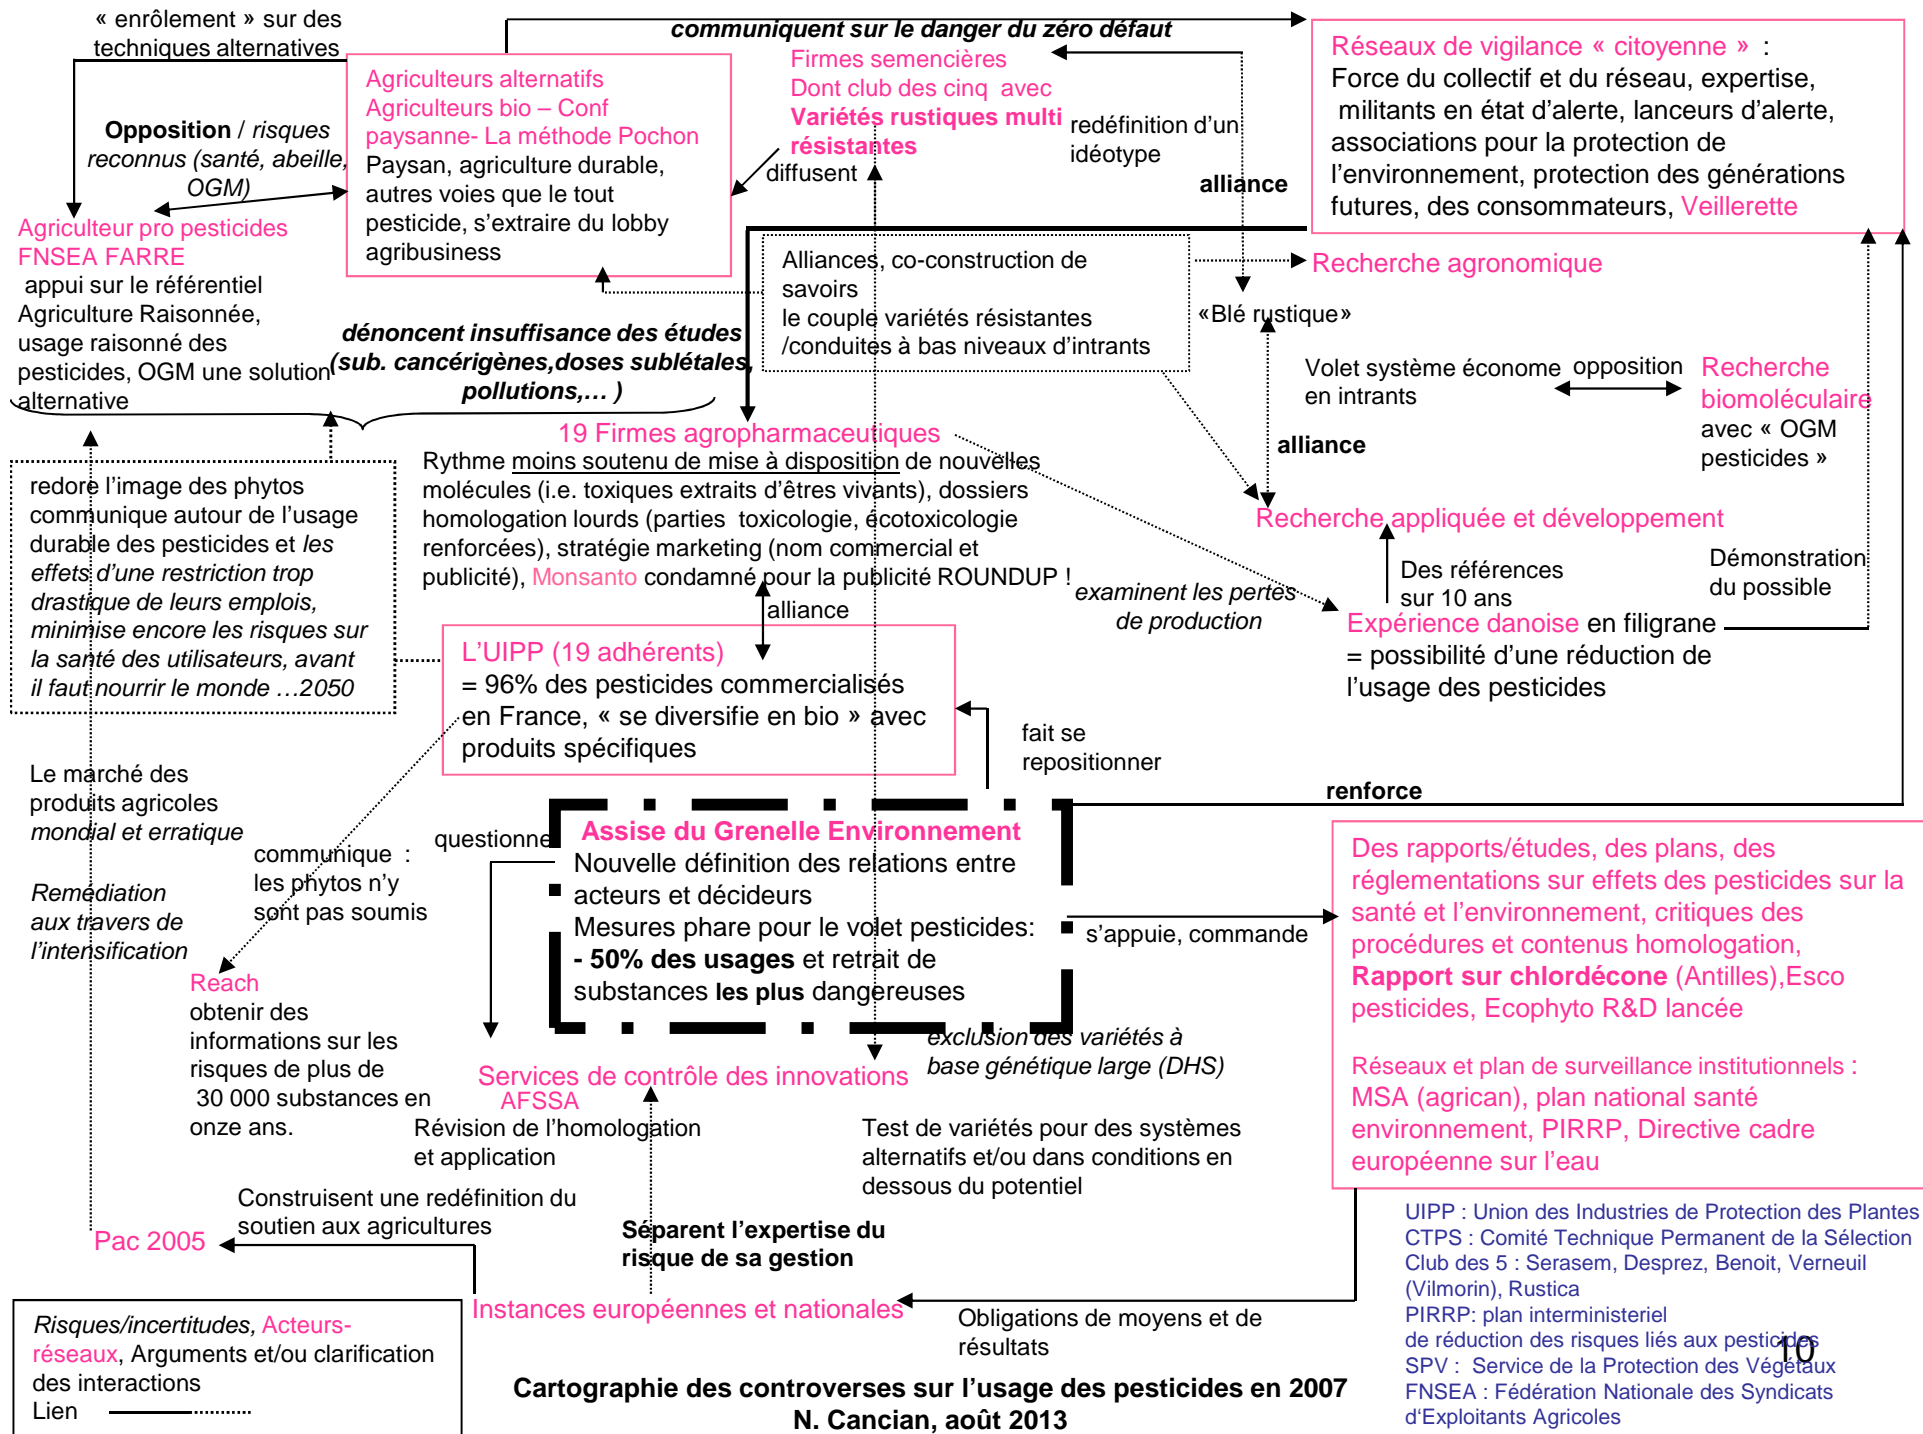 « enrôlement » sur des
techniques alternatives
communiquent sur le danger du zéro défaut
Agriculteurs alternatifs
Agriculteurs bio – Conf
paysanne- La méthode Pochon
Paysan, agriculture durable,
autres voies que le tout
pesticide, s’extraire du lobby
agribusiness
Firmes semencières
Dont club des cinq avec
Variétés rustiques multi
résistantes
diffusent
redéfinition d’un
idéotype
alliance
Réseaux de vigilance « citoyenne » :
Force du collectif et du réseau, expertise,
militants en état d’alerte, lanceurs d’alerte,
associations pour la protection de
l’environnement, protection des générations
futures, des consommateurs, Veillerette
Opposition / risques
reconnus (santé, abeille,
OGM)
Agriculteur pro pesticides
FNSEA FARRE
appui sur le référentiel
Agriculture Raisonnée,
usage raisonné des
pesticides, OGM une solution
alternative
dénoncent insuffisance des études
(sub. cancérigènes,doses sublétales,
pollutions,… )
Alliances, co-construction de
savoirs
le couple variétés résistantes
/conduites à bas niveaux d’intrants
Recherche agronomique
«Blé rustique»
Volet système économe
en intrants
opposition
Recherche
biomoléculaire
avec « OGM
pesticides »
alliance
Recherche appliquée et développement
Des références
sur 10 ans
Démonstration
du possible
Expérience danoise en filigrane
= possibilité d’une réduction de
l’usage des pesticides
examinent les pertes
de production
19 Firmes agropharmaceutiques
Rythme moins soutenu de mise à disposition de nouvelles
molécules (i.e. toxiques extraits d’êtres vivants), dossiers
homologation lourds (parties toxicologie, écotoxicologie
renforcées), stratégie marketing (nom commercial et
publicité), Monsanto condamné pour la publicité ROUNDUP !
alliance
redore l’image des phytos
communique autour de l’usage
durable des pesticides et les
effets d’une restriction trop
drastique de leurs emplois,
minimise encore les risques sur
la santé des utilisateurs, avant
il faut nourrir le monde …2050
L’UIPP (19 adhérents)
= 96% des pesticides commercialisés
en France, « se diversifie en bio » avec
produits spécifiques
fait se
repositionner
renforce
Le marché des
produits agricoles
mondial et erratique
Remédiation
aux travers de
l’intensification
communique :
les phytos n’y
sont pas soumis
questionne
Assise du Grenelle Environnement
Nouvelle définition des relations entre
acteurs et décideurs
Mesures phare pour le volet pesticides:
- 50% des usages et retrait de
substances les plus dangereuses
s’appuie, commande
Des rapports/études, des plans, des
réglementations sur effets des pesticides sur la
santé et l’environnement, critiques des
procédures et contenus homologation,
Rapport sur chlordécone (Antilles),Esco
pesticides, Ecophyto R&D lancée
Réseaux et plan de surveillance institutionnels :
MSA (agrican), plan national santé
environnement, PIRRP, Directive cadre
européenne sur l’eau
Reach
obtenir des
informations sur les
risques de plus de
30 000 substances en
onze ans.
exclusion des variétés à
base génétique large (DHS)
Services de contrôle des innovations
AFSSA
Révision de l’homologation
et application
Test de variétés pour des systèmes
alternatifs et/ou dans conditions en
dessous du potentiel
Construisent une redéfinition du
soutien aux agricultures
Pac 2005
Séparent l’expertise du
risque de sa gestion
Instances européennes et nationales
Obligations de moyens et de
résultats
UIPP : Union des Industries de Protection des Plantes
CTPS : Comité Technique Permanent de la Sélection
Club des 5 : Serasem, Desprez, Benoit, Verneuil
(Vilmorin), Rustica
PIRRP: plan interministeriel
de réduction des risques liés aux pesticides
SPV : Service de la Protection des Végétaux
FNSEA : Fédération Nationale des Syndicats
d‘Exploitants Agricoles
10
Risques/incertitudes, Acteurs-
réseaux, Arguments et/ou clarification
des interactions
Lien
Cartographie des controverses sur l’usage des pesticides en 2007
N. Cancian, août 2013